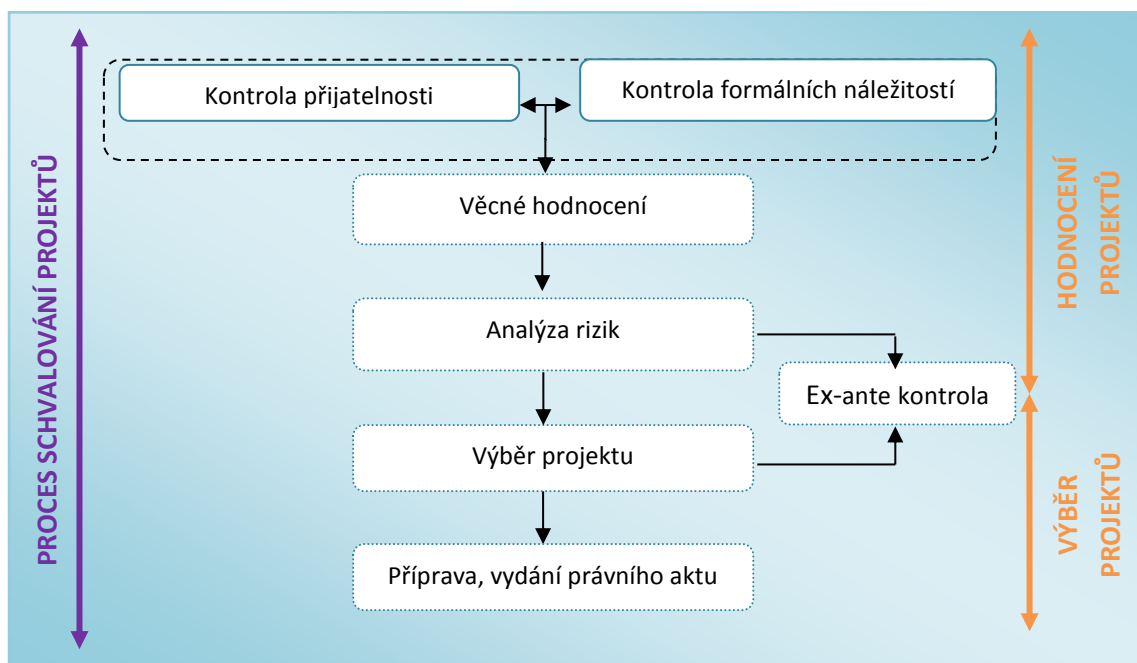 PROCES SCHVALOVÁNÍ PROJEKTŮ
Kontrola přijatelnosti
Kontrola formálních náležitostí
Věcné hodnocení
Analýza rizik
Ex-ante kontrola
Výběr projektu
Příprava, vydání právního aktu
HODNOCENÍ
PROJEKTŮ
VÝBĚR
PROJEKTŮ